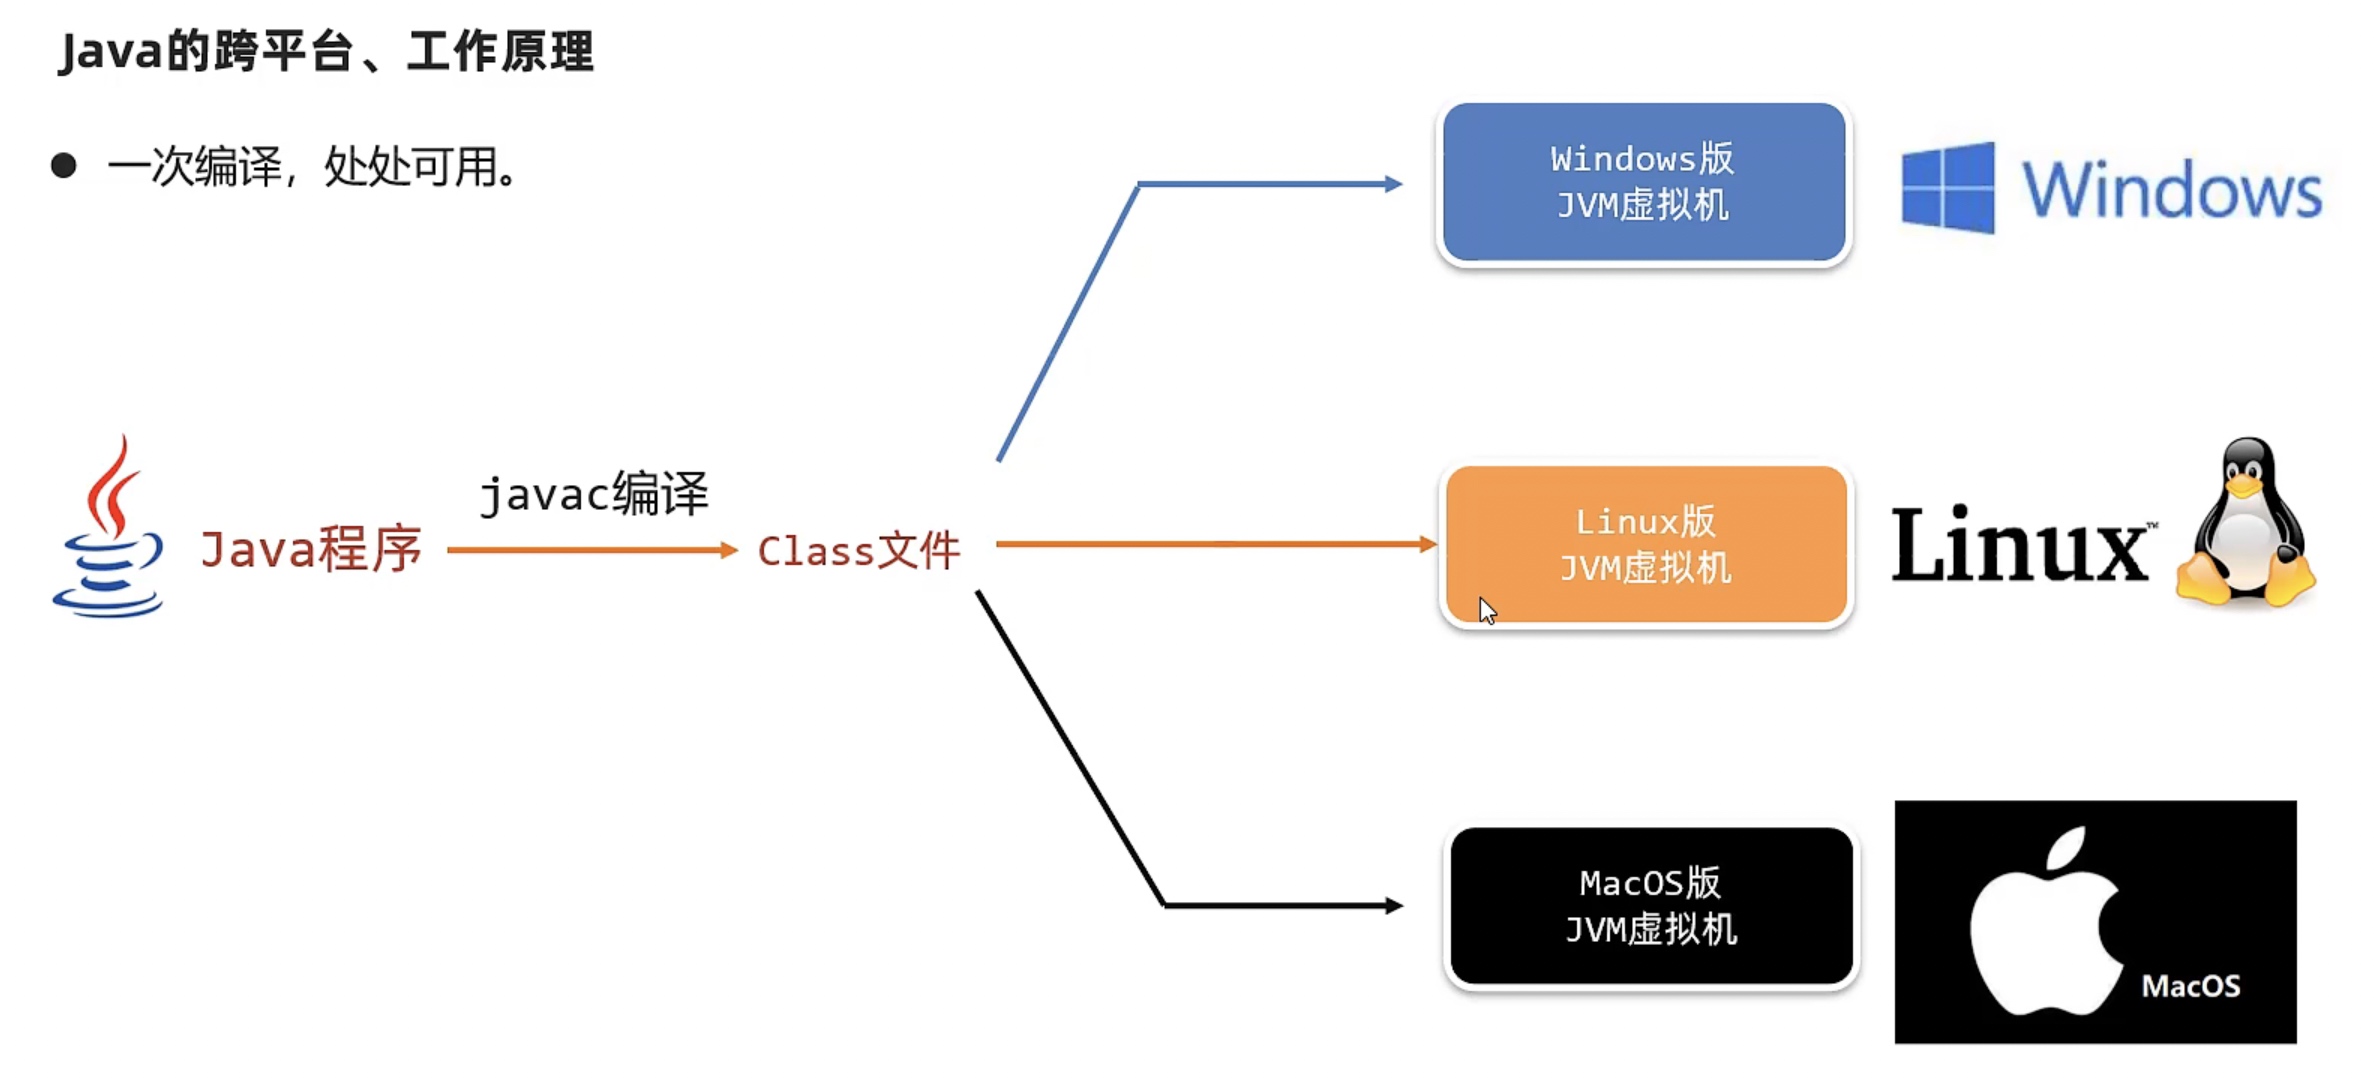 Java的跨平台、工作原理
● 一次编译，处处可用。
Windows版
JVM虚拟机
Windows
javac编译
Java程序
Class文件
Linux版
JVM虚拟机
Linux™
MacOS版
JVM虚拟机
MacOS